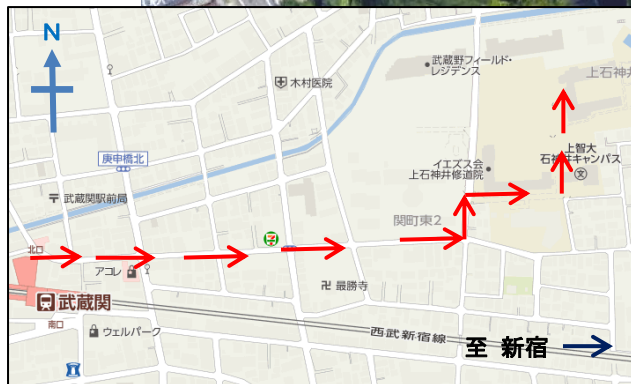 N
武蔵野フィールド・
レジデンス
上石神井
木村医院
庚申橋北
イエズス会
上石神井修道院
上智大
石神井キャンパス
文
武蔵関駅前局
関町東2
北口
7
アコレ
最勝寺
武蔵関
南口
ウェルパーク
西武新宿線
至 新宿